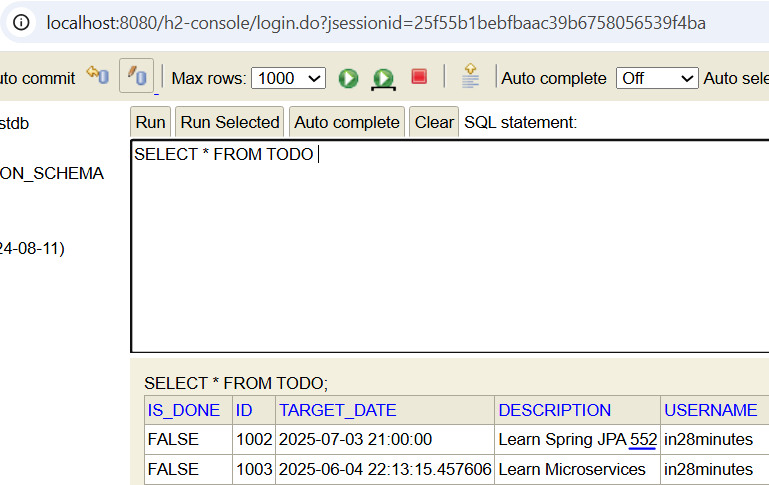 localhost:8080/h2-console/login.do?jsessionid=25f55b1bebfbaac39b6758056539f4ba
uto commit Max rows: 1000 Auto complete Off Auto sele
stdb
Run Run Selected Auto complete Clear SQL statement:
SELECT * FROM TODO
ON_SCHEMA
24-08-11)
SELECT * FROM TODO;
IS_DONE ID TARGET_DATE DESCRIPTION USERNAME
FALSE 1002 2025-07-03 21:00:00 Learn Spring JPA 552 in28minutes
FALSE 1003 2025-06-04 22:13:15.457606 Learn Microservices in28minutes